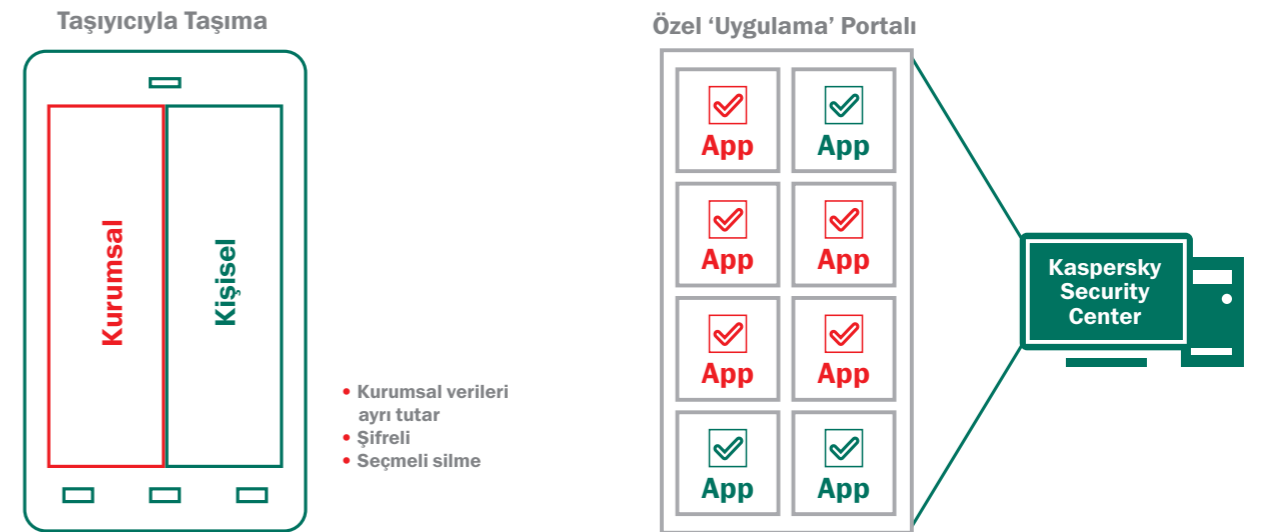 Taşıyıcıyla Taşıma
Kurumsal
Kişisel
• Kurumsal verileri
ayrı tutar
• Şifreli
• Seçmeli silme
Özel ‘Uygulama’ Portalı
App
App
App
App
App
App
App
App
Kaspersky
Security
Center